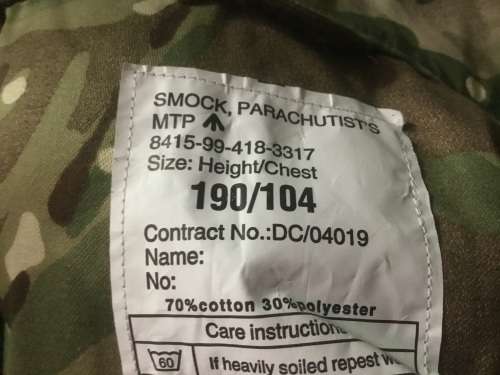 SMOCK, PARACHUTIST'S
MTP
8415-99-418-3317
Size: Height/Chest
190/104
Contract No.:DC/04019
Name:
No:
70%cotton 30%polyester
Care instruction
60
If heavily soiled repest